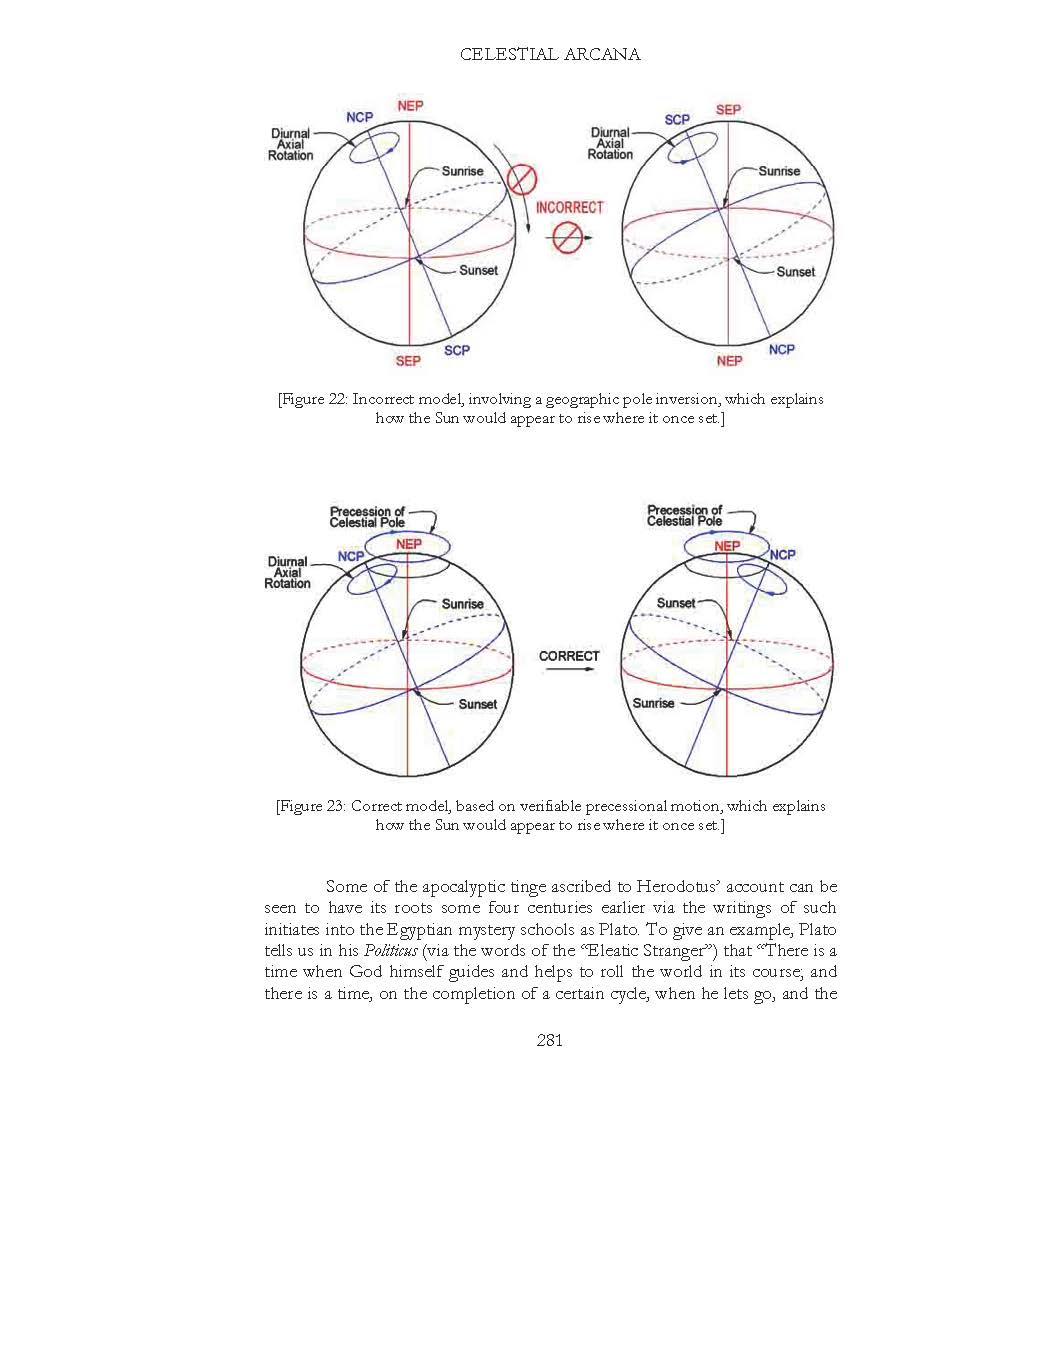 CELESTIAL ARCANA
NCP
NEP
Diurnal
Axial
Rotation
Sunrise
INCORRECT
Sunset
SEP
SCP
SEP
SCP
Diurnal
Axial
Rotation
Sunrise
Sunset
NEP
NCP
[Figure 22: Incorrect model, involving a geographic pole inversion, which explains
how the Sun would appear to rise where it once set.]
Precession of
Celestial Pole
NEP
NCP
Diurnal
Axial
Rotation
Sunrise
Sunset
CORRECT
Precession of
Celestial Pole
NEP
NCP
Sunset
Sunrise
[Figure 23: Correct model, based on verifiable precessional motion, which explains
how the Sun would appear to rise where it once set.]
Some of the apocalyptic tinge ascribed to Herodotus’ account can be
seen to have its roots some four centuries earlier via the writings of such
initiates into the Egyptian mystery schools as Plato. To give an example, Plato
tells us in his Politicus (via the words of the “Eleatic Stranger”) that “There is a
time when God himself guides and helps to roll the world in its course; and
there is a time, on the completion of a certain cycle, when he lets go, and the
281